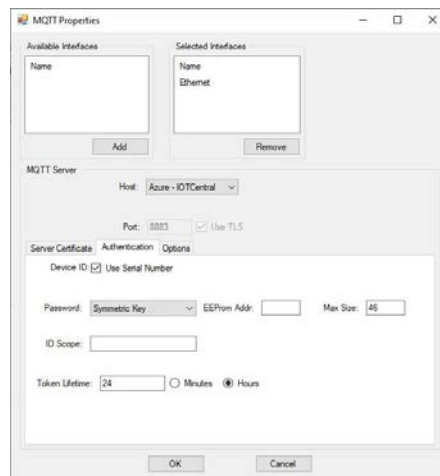 MQTT Properties
Available Interfaces
Selected Interfaces
Name
Name
Ethernet
Add
Remove
MQTT Server
Host: Azure - IOTCentral
Port: 8883 Use TLS
Server Certificate Authentication Options
Device ID: Use Serial Number
Password: Symmetric Key EEProm Addr: Max Size: 46
ID Scope:
Token Lifetime: 24 Minutes Hours
OK Cancel